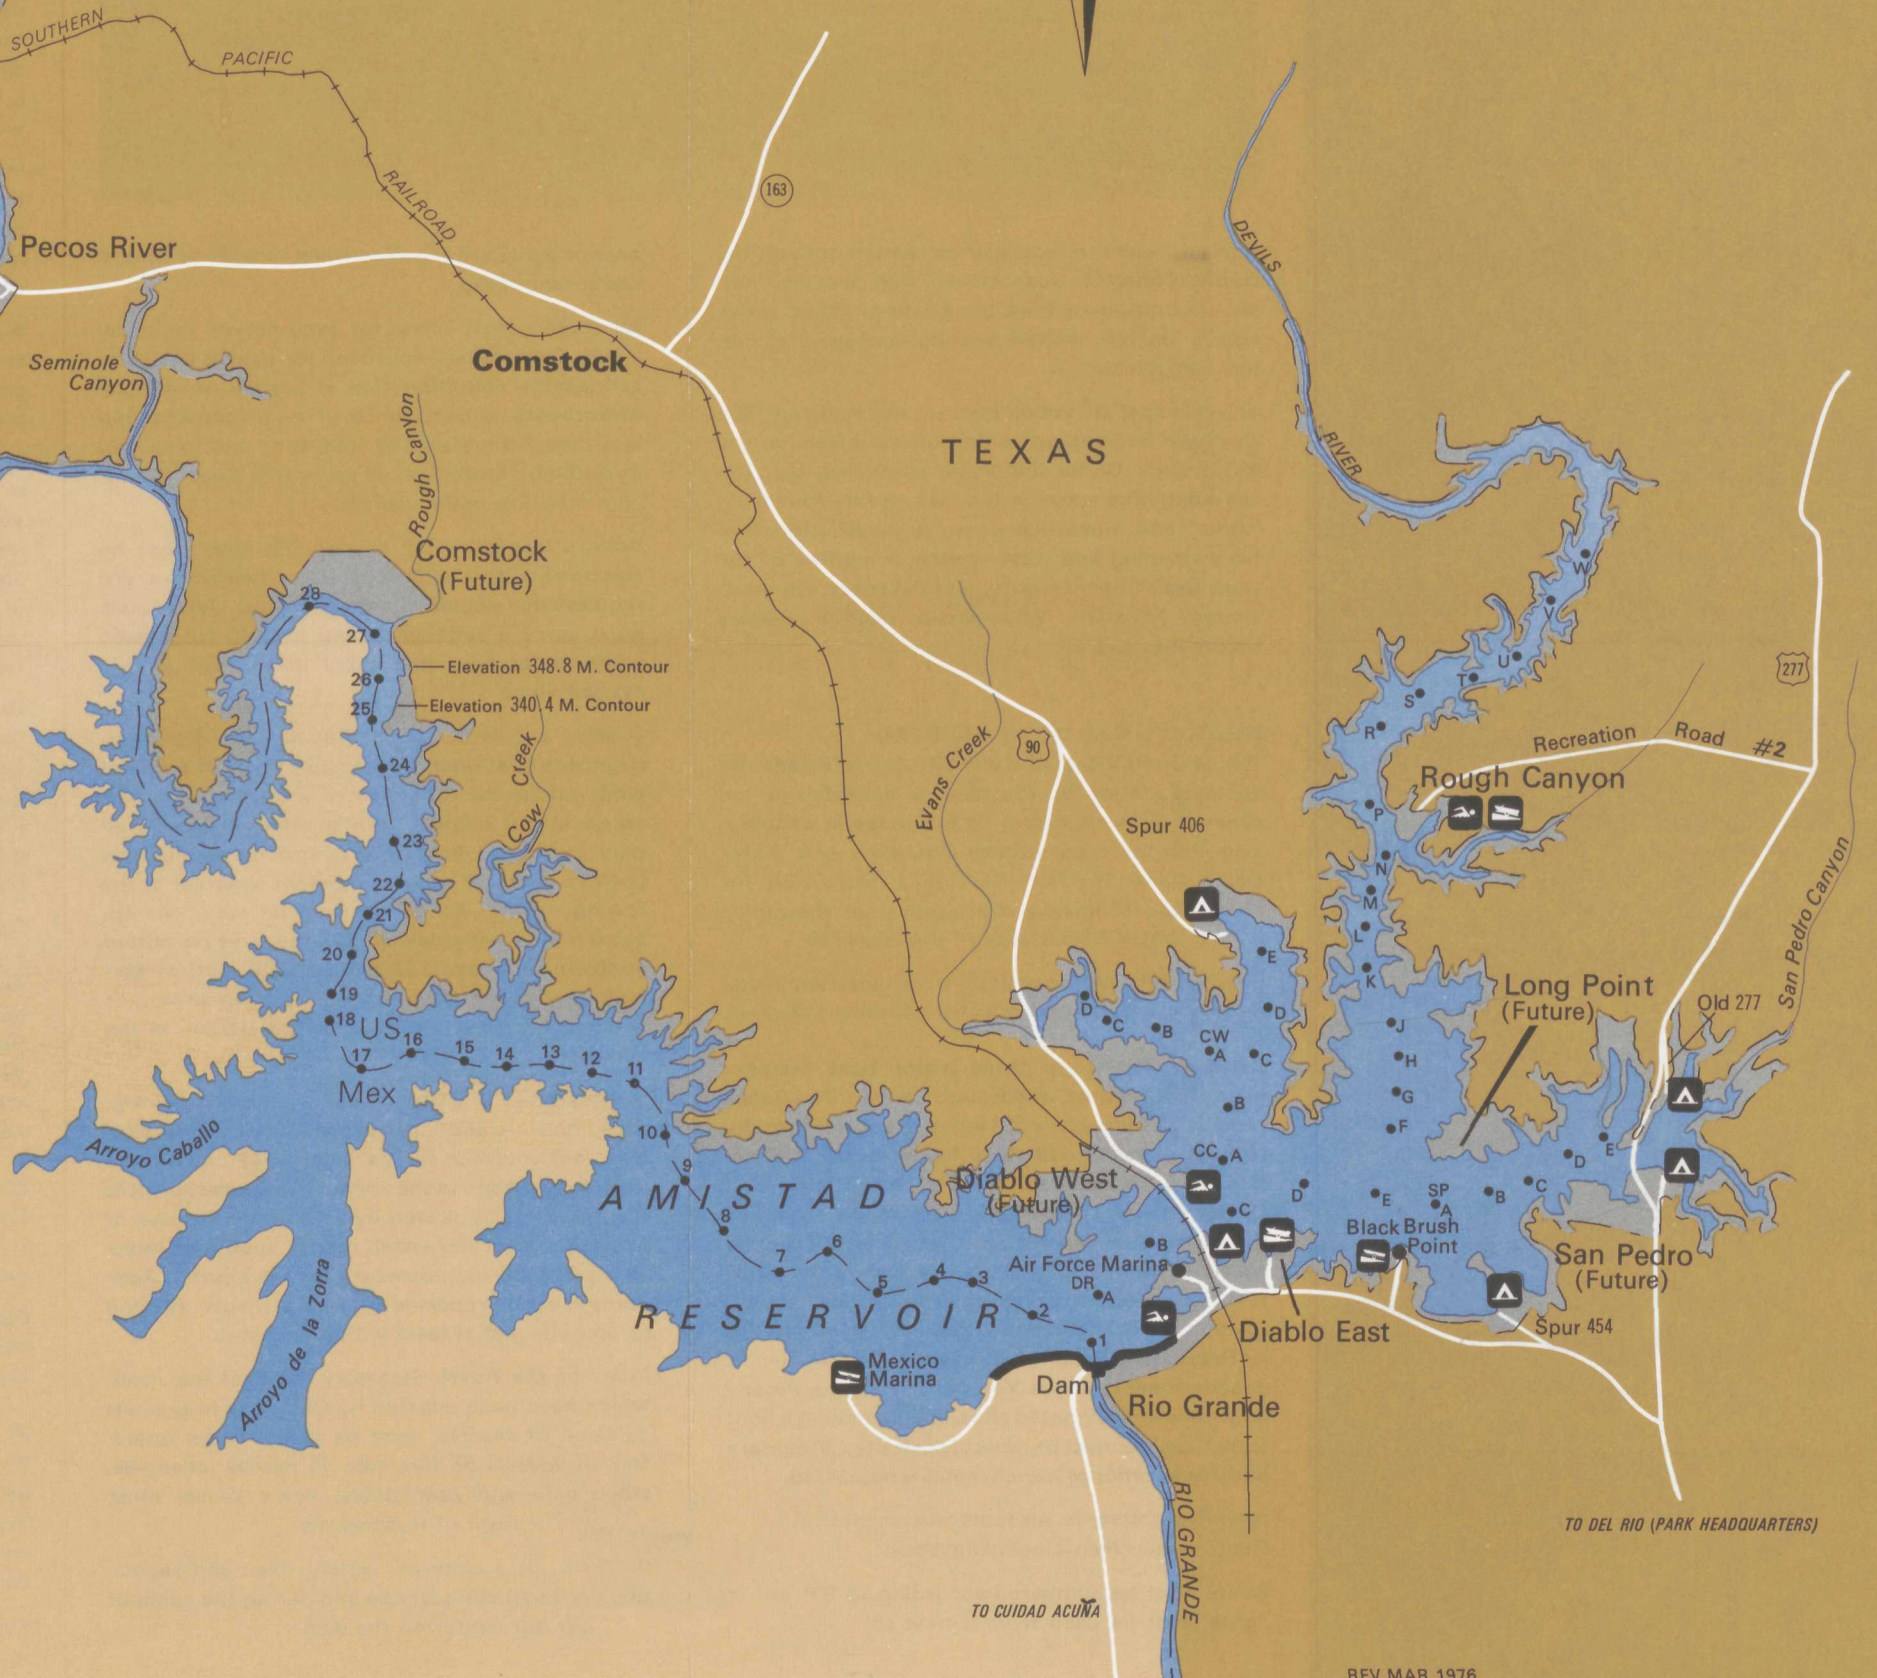 SOUTHERN
PACIFIC
RAILROAD
163
Pecos River
DEVILS
RIVER
Seminole
Canyon
Comstock
Rough Canyon
TEXAS
Comstock
(Future)
28
27
26
25
24
23
22
21
20
19
18
17
16
15
14
13
12
11
10
9
8
7
6
5
4
3
2
1
Elevation 348.8 M. Contour
Elevation 340.4 M. Contour
Cow Creek
Evans Creek
90
Spur 406
W
V
U
T
S
R
P
N
M
L
K
J
H
G
F
277
Recreation Road #2
Rough Canyon
San Pedro Canyon
Long Point
(Future)
Old 277
US
Mex
E
D
C
B
A
CW
D
C
B
CC A
C
B
DR
A
D
E
SP
A
B
C
D
E
Arroyo Caballo
Arroyo de la Zorra
AMISTAD
RESERVOIR
Diablo West
(Future)
Air Force Marina
Black Brush
Point
San Pedro
(Future)
Spur 454
Diablo East
Mexico
Marina
Dam
Rio Grande
RIO GRANDE
TO DEL RIO (PARK HEADQUARTERS)
TO CUIDAD ACUÑA
REV MAR 1976